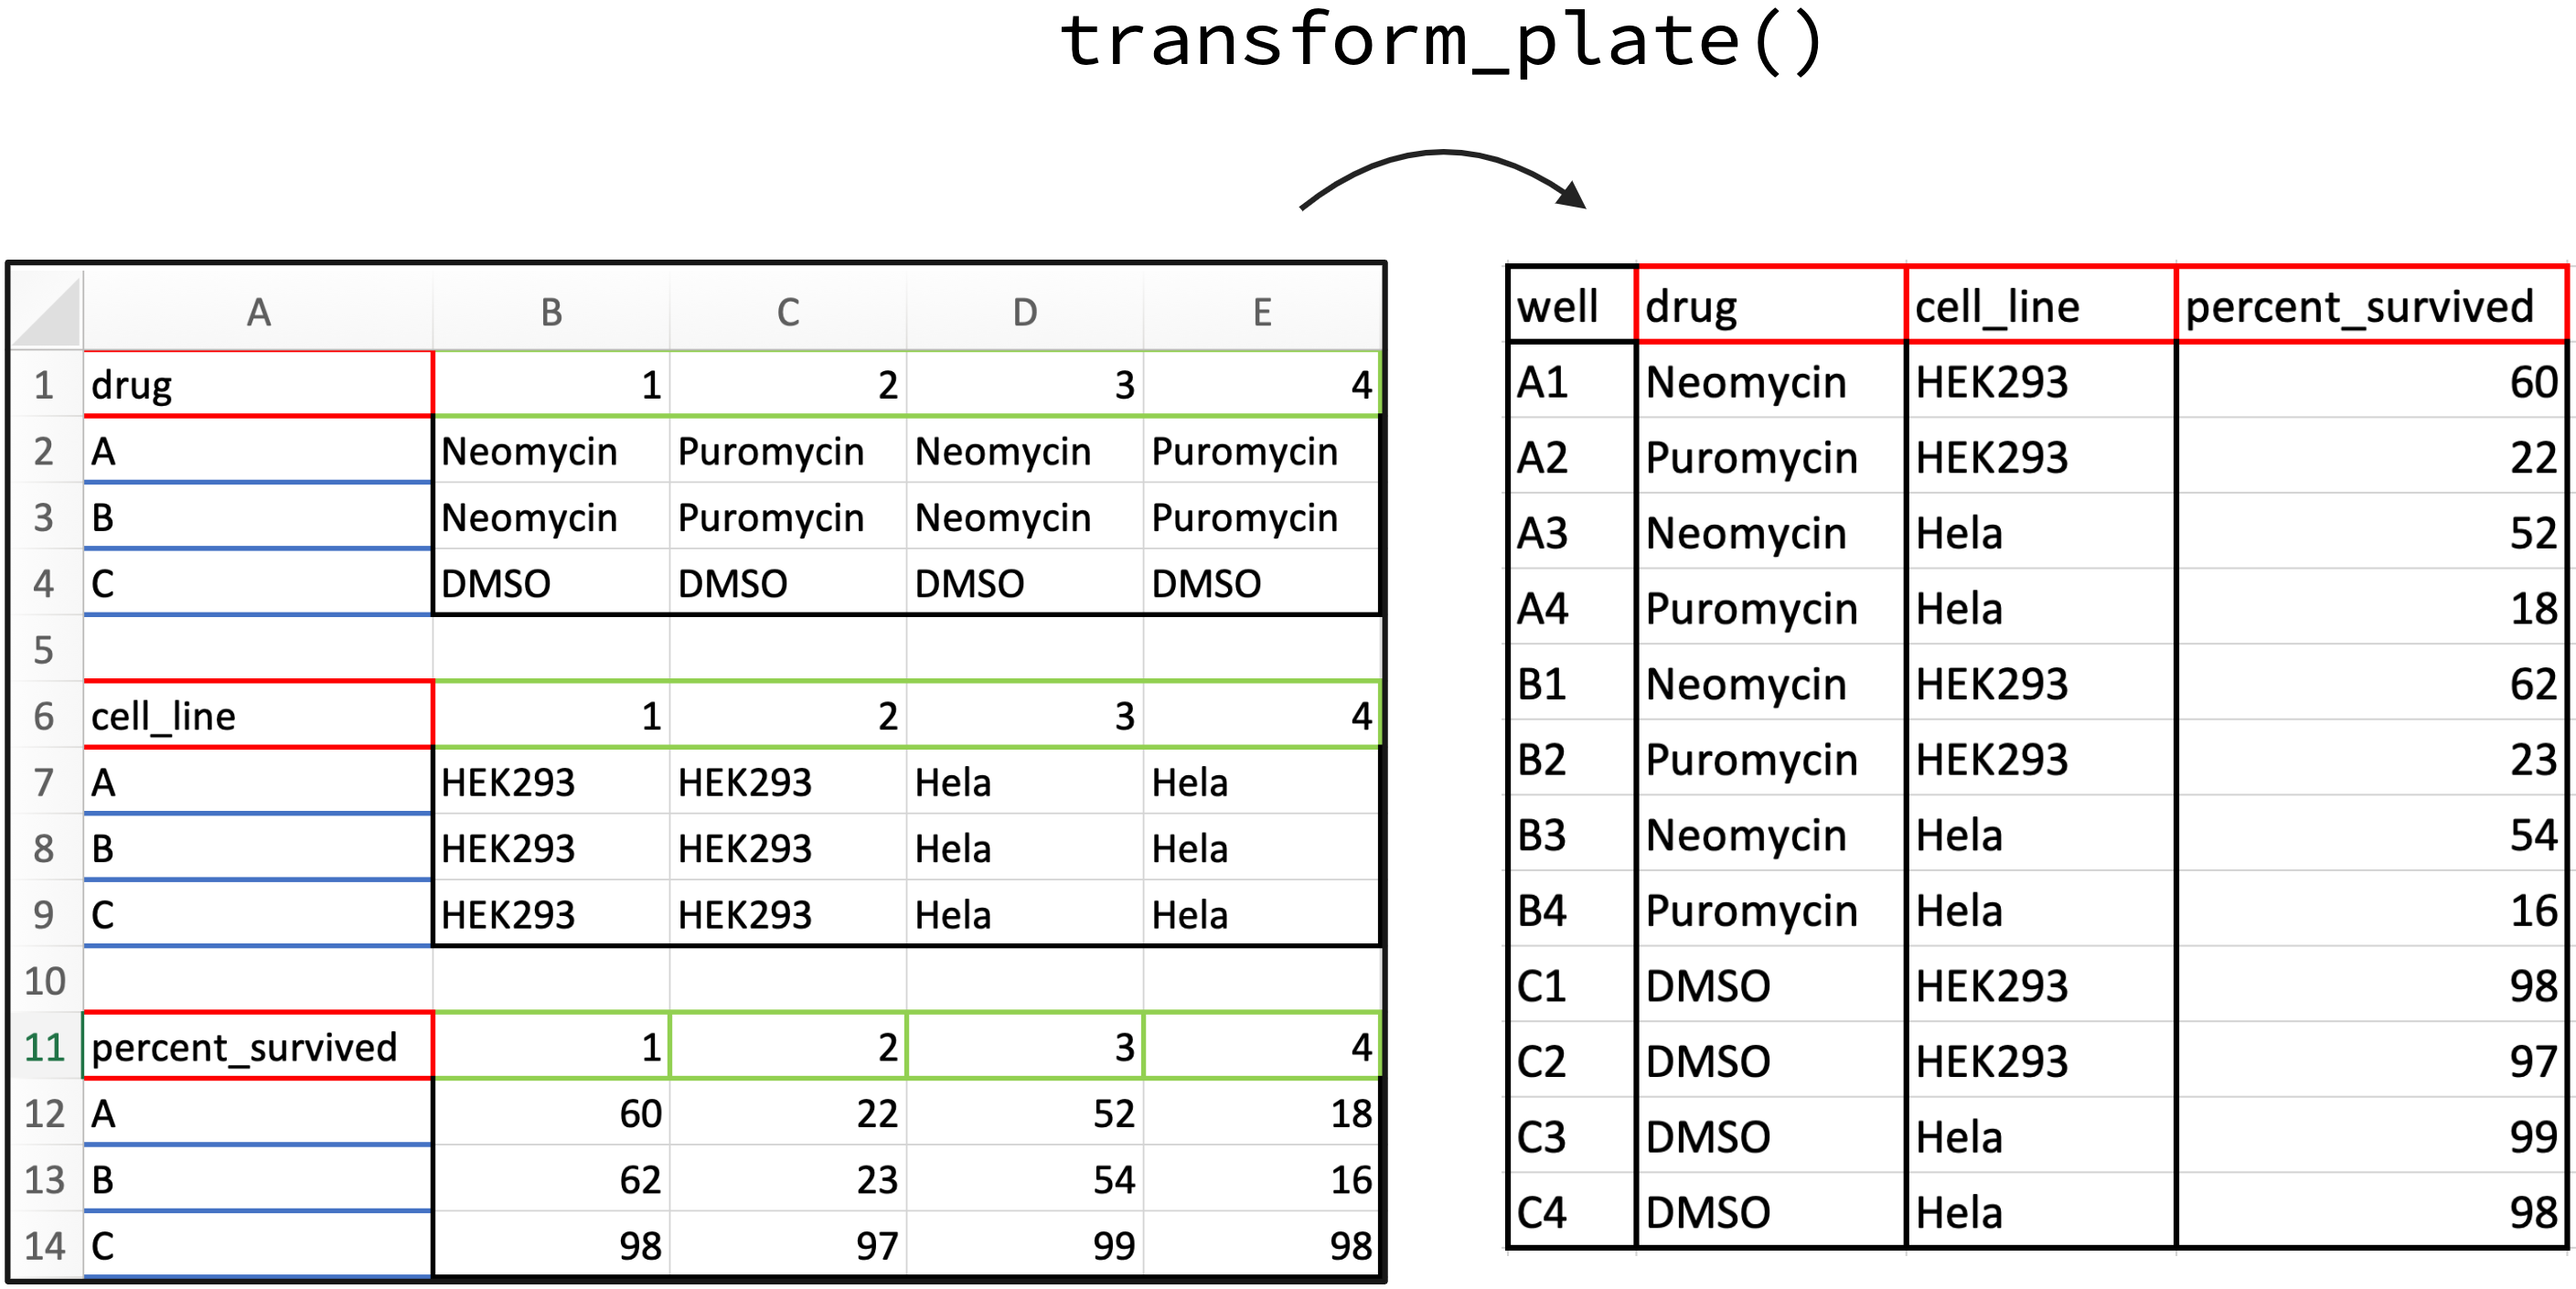 transform_plate()
A B C D E
1 drug 1 2 3 4
2 A Neomycin Puromycin Neomycin Puromycin
3 B Neomycin Puromycin Neomycin Puromycin
4 C DMSO DMSO DMSO DMSO
5
6 cell_line 1 2 3 4
7 A HEK293 HEK293 Hela Hela
8 B HEK293 HEK293 Hela Hela
9 C HEK293 HEK293 Hela Hela
10
11 percent_survived 1 2 3 4
12 A 60 22 52 18
13 B 62 23 54 16
14 C 98 97 99 98
well drug cell_line percent_survived
A1 Neomycin HEK293 60
A2 Puromycin HEK293 22
A3 Neomycin Hela 52
A4 Puromycin Hela 18
B1 Neomycin HEK293 62
B2 Puromycin HEK293 23
B3 Neomycin Hela 54
B4 Puromycin Hela 16
C1 DMSO HEK293 98
C2 DMSO HEK293 97
C3 DMSO Hela 99
C4 DMSO Hela 98